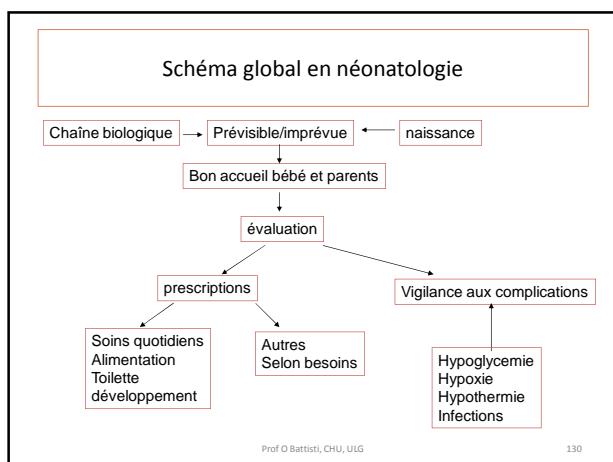 Schéma global en néonatologie
Chaîne biologique
Prévisible/imprévue
naissance
Bon accueil bébé et parents
évaluation
prescriptions
Vigilance aux complications
Soins quotidiens
Alimentation
Toilette
développement
Autres
Selon besoins
Hypoglycemie
Hypoxie
Hypothermie
Infections
Prof O Battisti, CHU, ULG
130